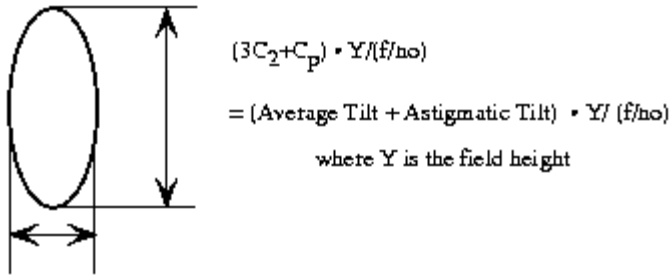 (3C2+Cp) • Y/(f/no)
= (Average Tilt + Astigmatic Tilt) • Y/ (f/no)
where Y is the field height